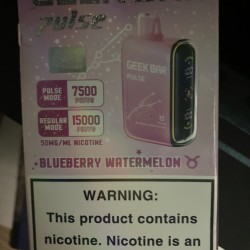 pulse
GEEK BAR
PULSE
PULSE MODE 7500 PUFFS
REGULAR MODE 15000 PUFFS
50MG/ML NICOTINE
BLUEBERRY WATERMELON
WARNING:
This product contains
nicotine. Nicotine is an